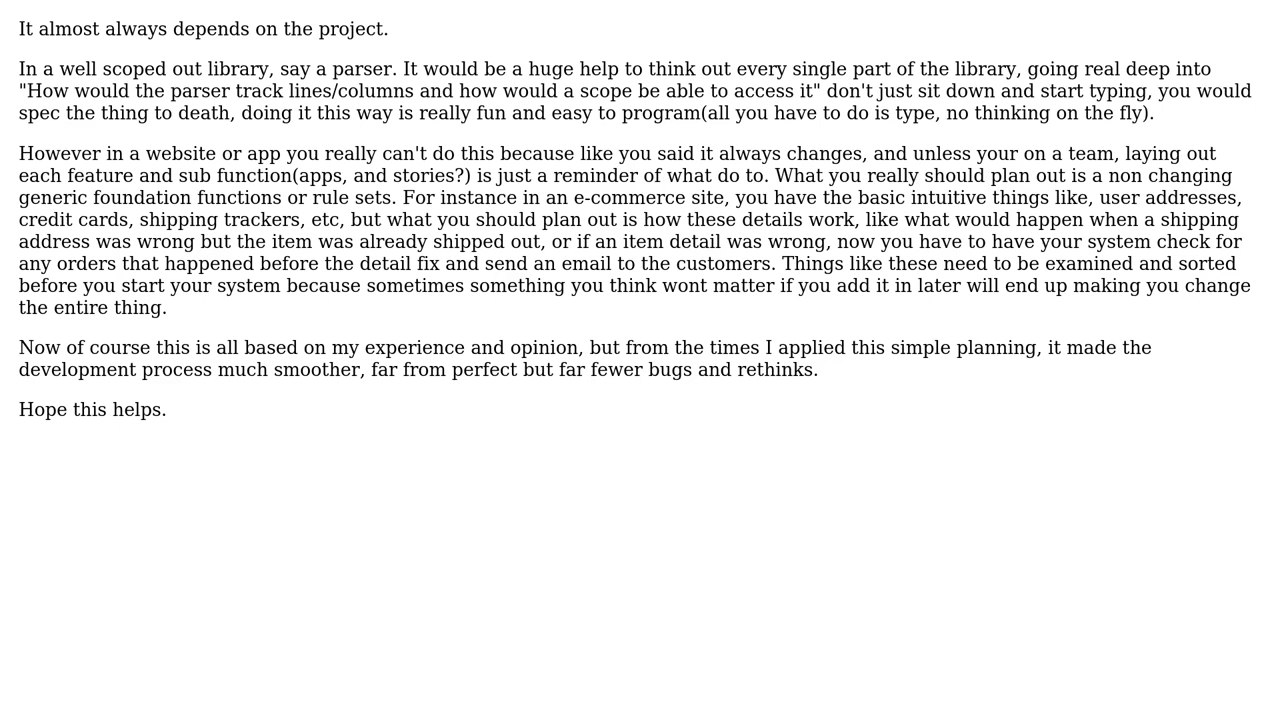 It almost always depends on the project.
In a well scoped out library, say a parser. It would be a huge help to think out every single part of the library, going real deep into
"How would the parser track lines/columns and how would a scope be able to access it" don't just sit down and start typing, you would
spec the thing to death, doing it this way is really fun and easy to program(all you have to do is type, no thinking on the fly).
However in a website or app you really can't do this because like you said it always changes, and unless your on a team, laying out
each feature and sub function(apps, and stories?) is just a reminder of what do to. What you really should plan out is a non changing
generic foundation functions or rule sets. For instance in an e-commerce site, you have the basic intuitive things like, user addresses,
credit cards, shipping trackers, etc, but what you should plan out is how these details work, like what would happen when a shipping
address was wrong but the item was already shipped out, or if an item detail was wrong, now you have to have your system check for
any orders that happened before the detail fix and send an email to the customers. Things like these need to be examined and sorted
before you start your system because sometimes something you think wont matter if you add it in later will end up making you change
the entire thing.
Now of course this is all based on my experience and opinion, but from the times I applied this simple planning, it made the
development process much smoother, far from perfect but far fewer bugs and rethinks.
Hope this helps.